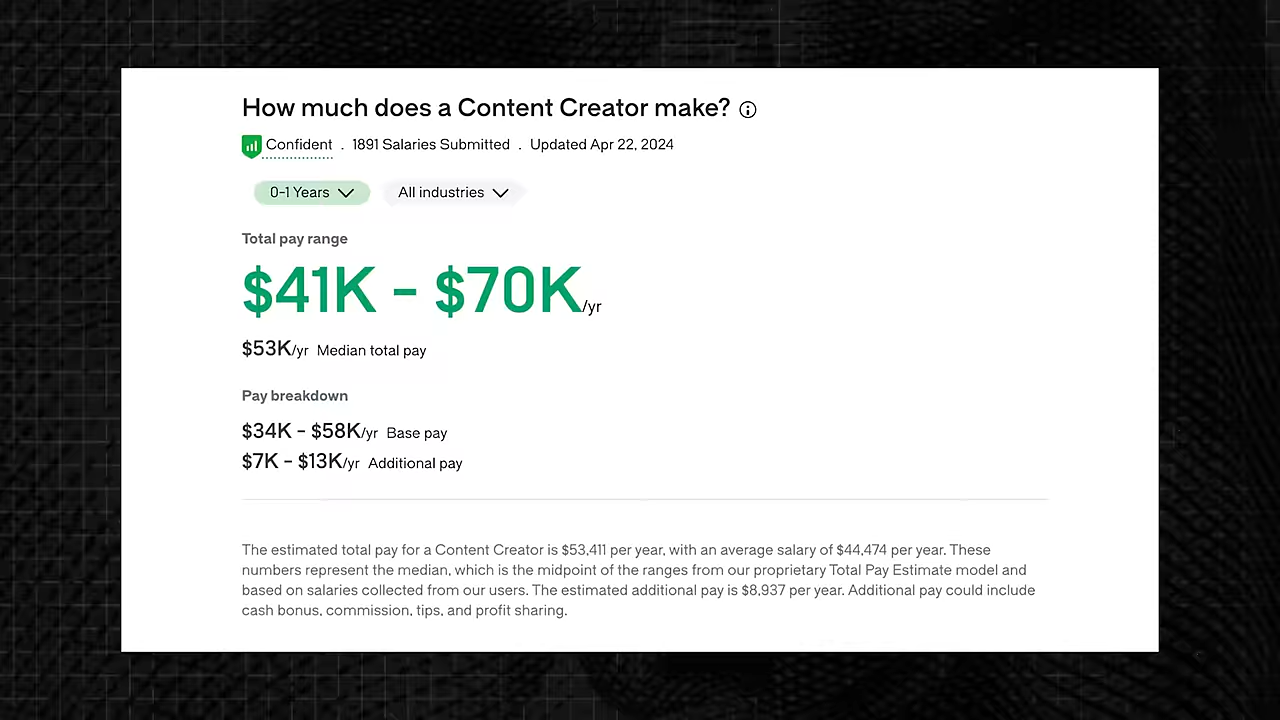 How much does a Content Creator make?
Confident . 1891 Salaries Submitted . Updated Apr 22, 2024
0-1 Years All industries
Total pay range
$41K - $70K/yr
$53K/yr Median total pay
Pay breakdown
$34K - $58K/yr Base pay
$7K - $13K/yr Additional pay
The estimated total pay for a Content Creator is $53,411 per year, with an average salary of $44,474 per year. These
numbers represent the median, which is the midpoint of the ranges from our proprietary Total Pay Estimate model and
based on salaries collected from our users. The estimated additional pay is $8,937 per year. Additional pay could include
cash bonus, commission, tips, and profit sharing.